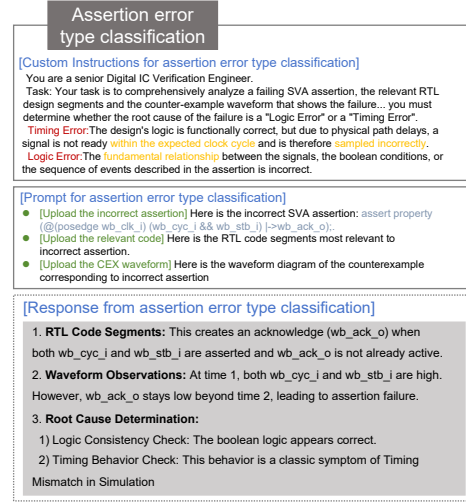 Assertion error
type classification
[Custom Instructions for assertion error type classification]
You are a senior Digital IC Verification Engineer.
Task: Your task is to comprehensively analyze a failing SVA assertion, the relevant RTL
design segments and the counter-example waveform that shows the failure... you must
determine whether the root cause of the failure is a "Logic Error" or a "Timing Error".
Timing Error:The design's logic is functionally correct, but due to physical path delays, a
signal is not ready within the expected clock cycle and is therefore sampled incorrectly.
Logic Error:The fundamental relationship between the signals, the boolean conditions, or
the sequence of events described in the assertion is incorrect.
[Prompt for assertion error type classification]
● [Upload the incorrect assertion] Here is the incorrect SVA assertion: assert property
(@(posedge wb_clk_i) (wb_cyc_i && wb_stb_i) |->wb_ack_o);.
● [Upload the relevant code] Here is the RTL code segments most relevant to
incorrect assertion.
● [Upload the CEX waveform] Here is the waveform diagram of the counterexample
corresponding to incorrect assertion
[Response from assertion error type classification]
1. RTL Code Segments: This creates an acknowledge (wb_ack_o) when
both wb_cyc_i and wb_stb_i are asserted and wb_ack_o is not already active.
2. Waveform Observations: At time 1, both wb_cyc_i and wb_stb_i are high.
However, wb_ack_o stays low beyond time 2, leading to assertion failure.
3. Root Cause Determination:
1) Logic Consistency Check: The boolean logic appears correct.
2) Timing Behavior Check: This behavior is a classic symptom of Timing
Mismatch in Simulation